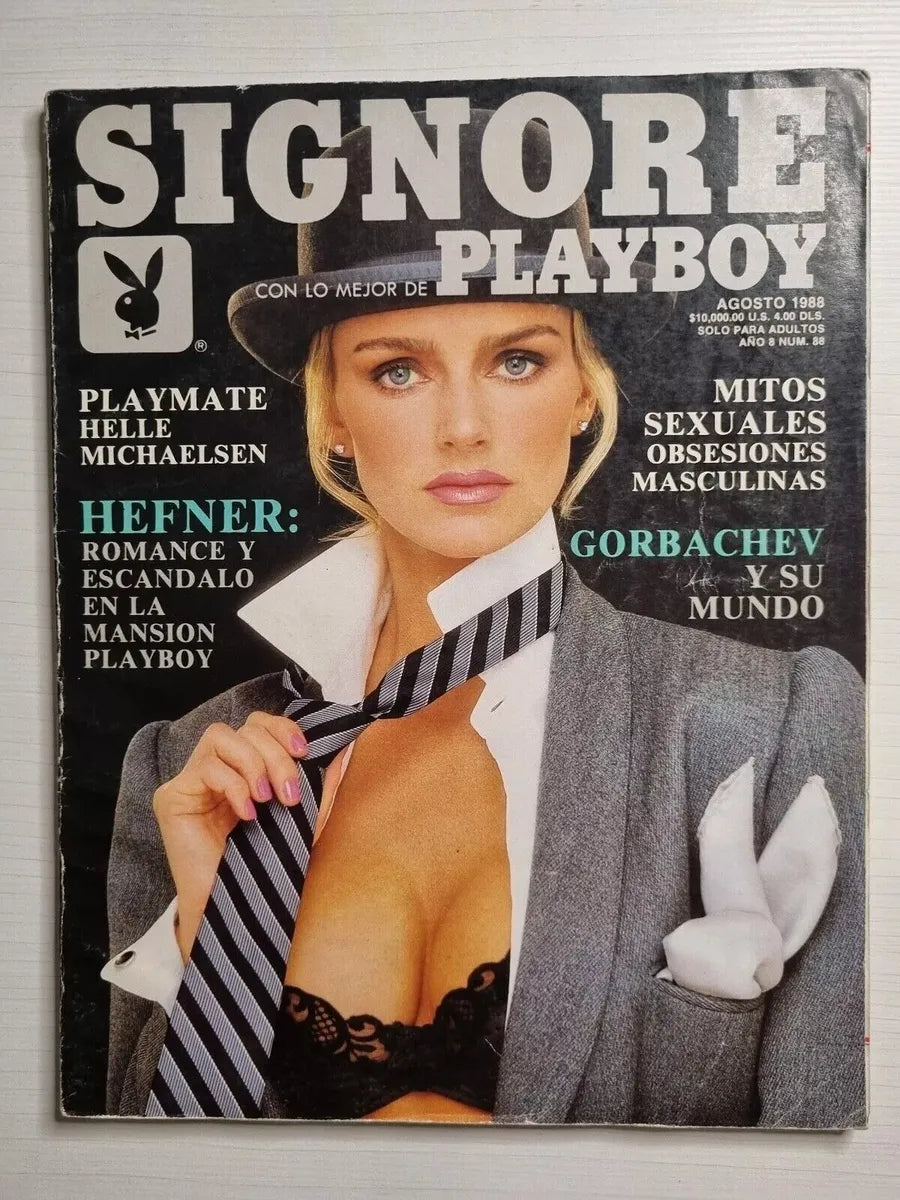 SIGNORE
CON LO MEJOR DE PLAYBOY
®
AGOSTO 1988
$10,000.00 U.S. 4.00 DLS.
SOLO PARA ADULTOS
AÑO 8 NUM. 88
PLAYMATE
HELLE
MICHAELSEN
HEFNER:
ROMANCE Y
ESCANDALO
EN LA
MANSION
PLAYBOY
MITOS
SEXUALES
OBSESIONES
MASCULINAS
GORBACHEV
Y SU
MUNDO